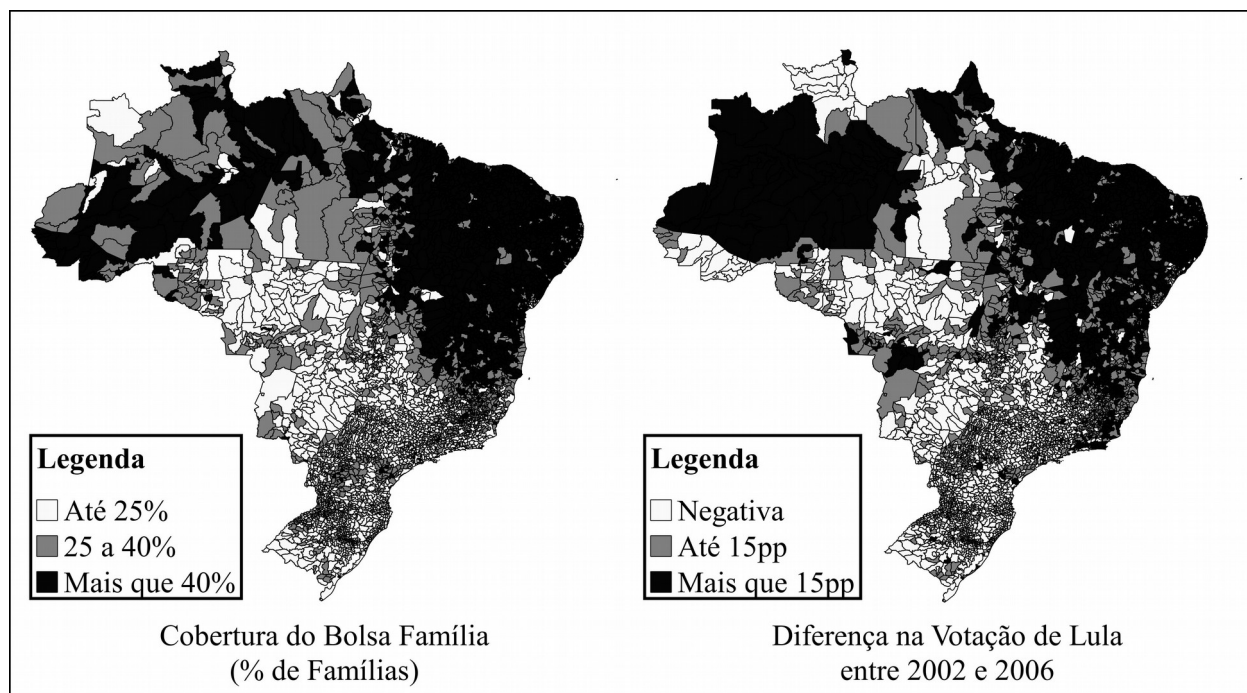 Legenda
Até 25%
25 a 40%
Mais que 40%
Cobertura do Bolsa Família
(% de Famílias)
Legenda
Negativa
Até 15pp
Mais que 15pp
Diferença na Votação de Lula
entre 2002 e 2006